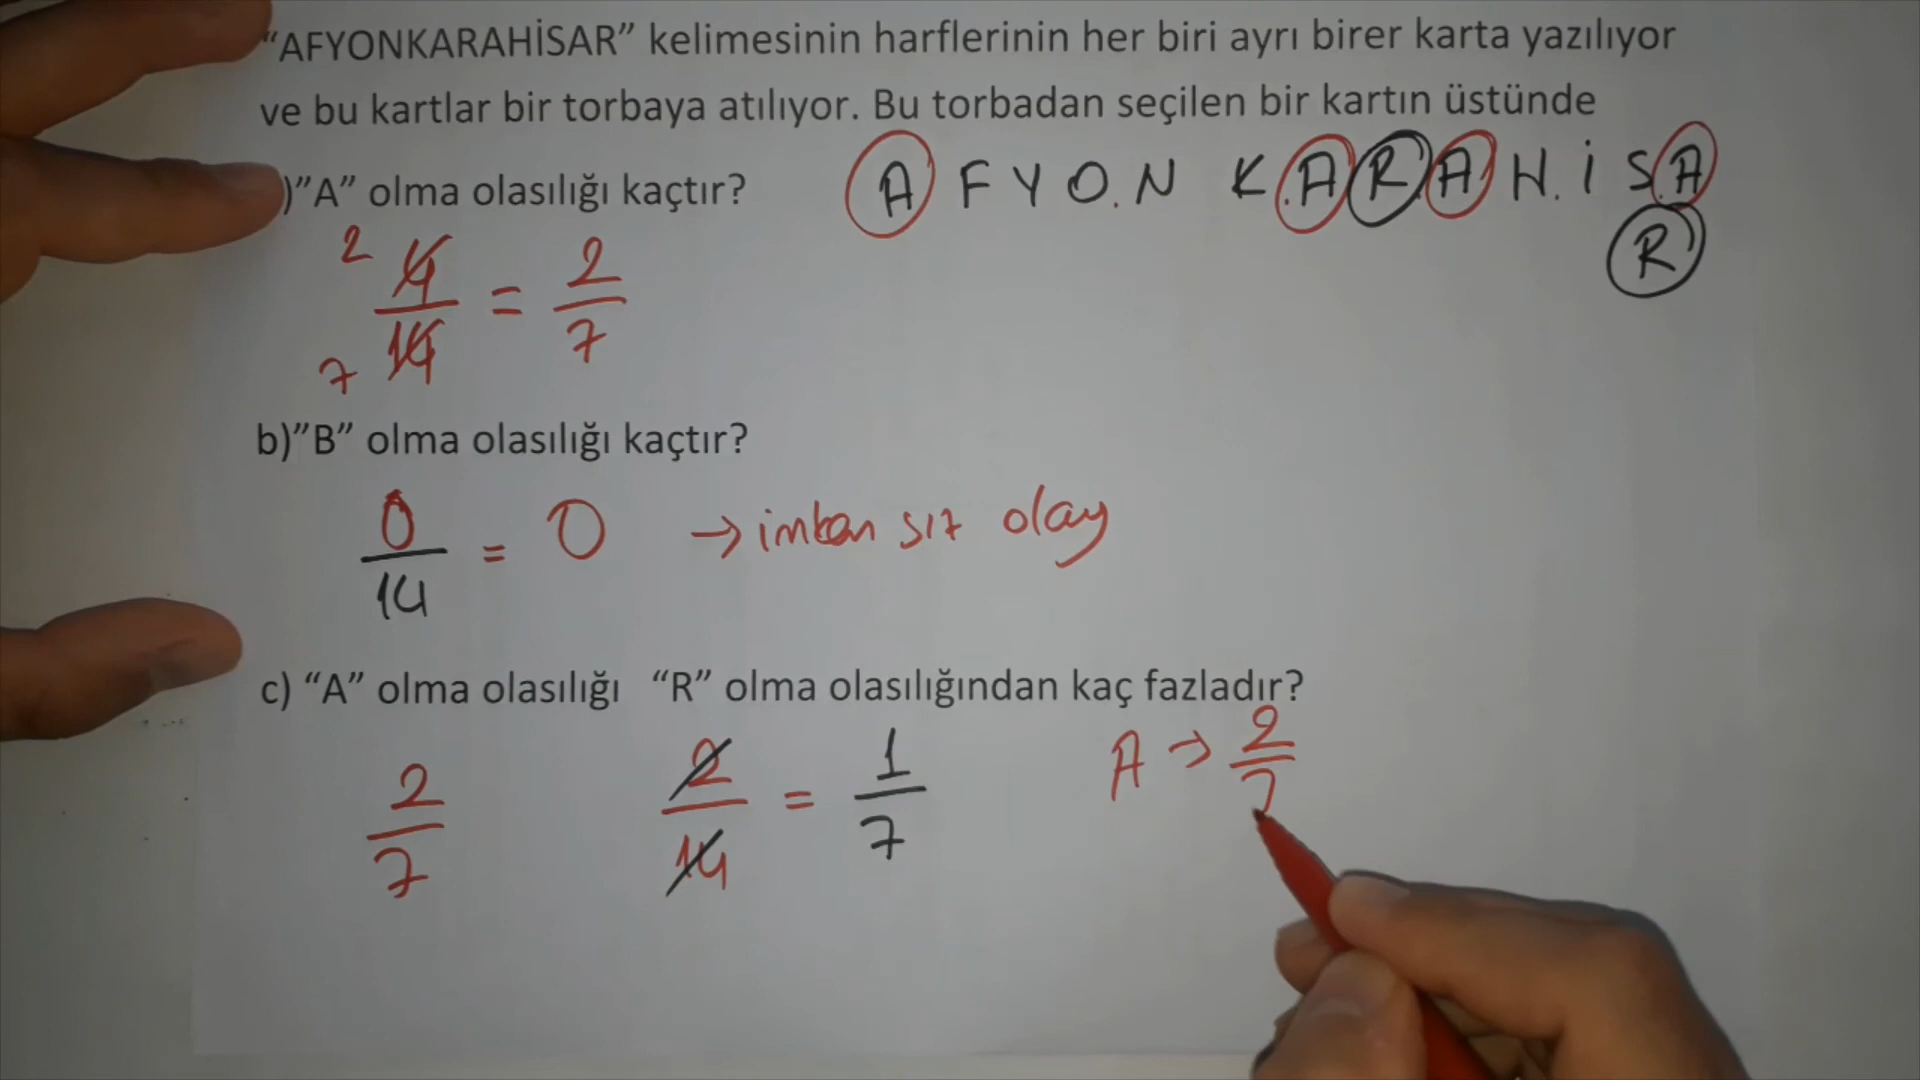 “AFYONKARAHİSAR” kelimesinin harflerinin her biri ayrı birer karta yazılıyor
ve bu kartlar bir torbaya atılıyor. Bu torbadan seçilen bir kartın üstünde
)”A” olma olasılığı kaçtır?
A F Y O N K A R A H İ S A
R
2 4/14 = 2/7
7
b)”B” olma olasılığı kaçtır?
0/14 = 0 → imkansız olay
c) “A” olma olasılığı “R” olma olasılığından kaç fazladır?
2/7 2/14 = 1/7 A → 2/7